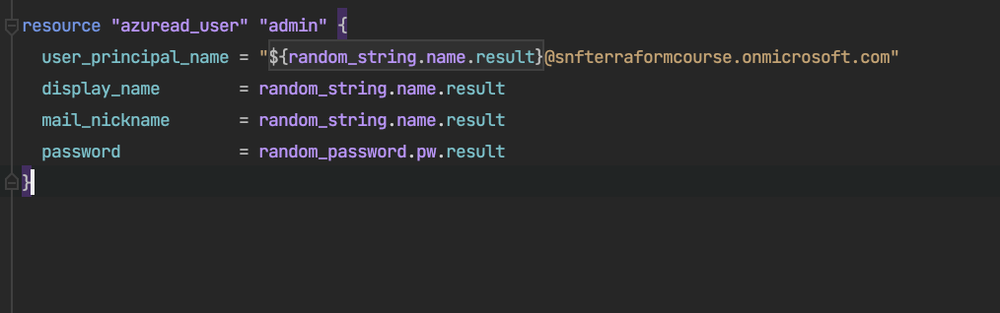 resource "azuread_user" "admin" {
  user_principal_name = "${random_string.name.result}@snfterraformcourse.onmicrosoft.com"
  display_name        = random_string.name.result
  mail_nickname       = random_string.name.result
  password            = random_password.pw.result
}